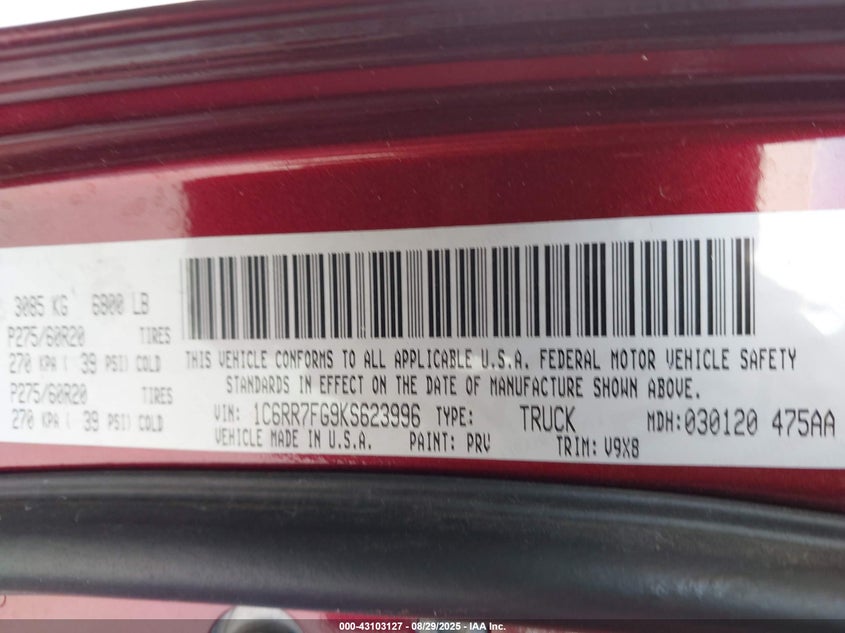 3085 KG 6800 LB
P275/60R20 TIRES
270 KPA ( 39 PSI) COLD
P275/60R20 TIRES
270 KPA ( 39 PSI) COLD
THIS VEHICLE CONFORMS TO ALL APPLICABLE U.S.A. FEDERAL MOTOR VEHICLE SAFETY
STANDARDS IN EFFECT ON THE DATE OF MANUFACTURE SHOWN ABOVE.
VIN: 1C6RR7FG9KS623996 TYPE: TRUCK MDH:030120 475AA
VEHICLE MADE IN U.S.A. PAINT: PRV TRIM: V9X8
000-43103127 - 08/29/2025 - IAA Inc.